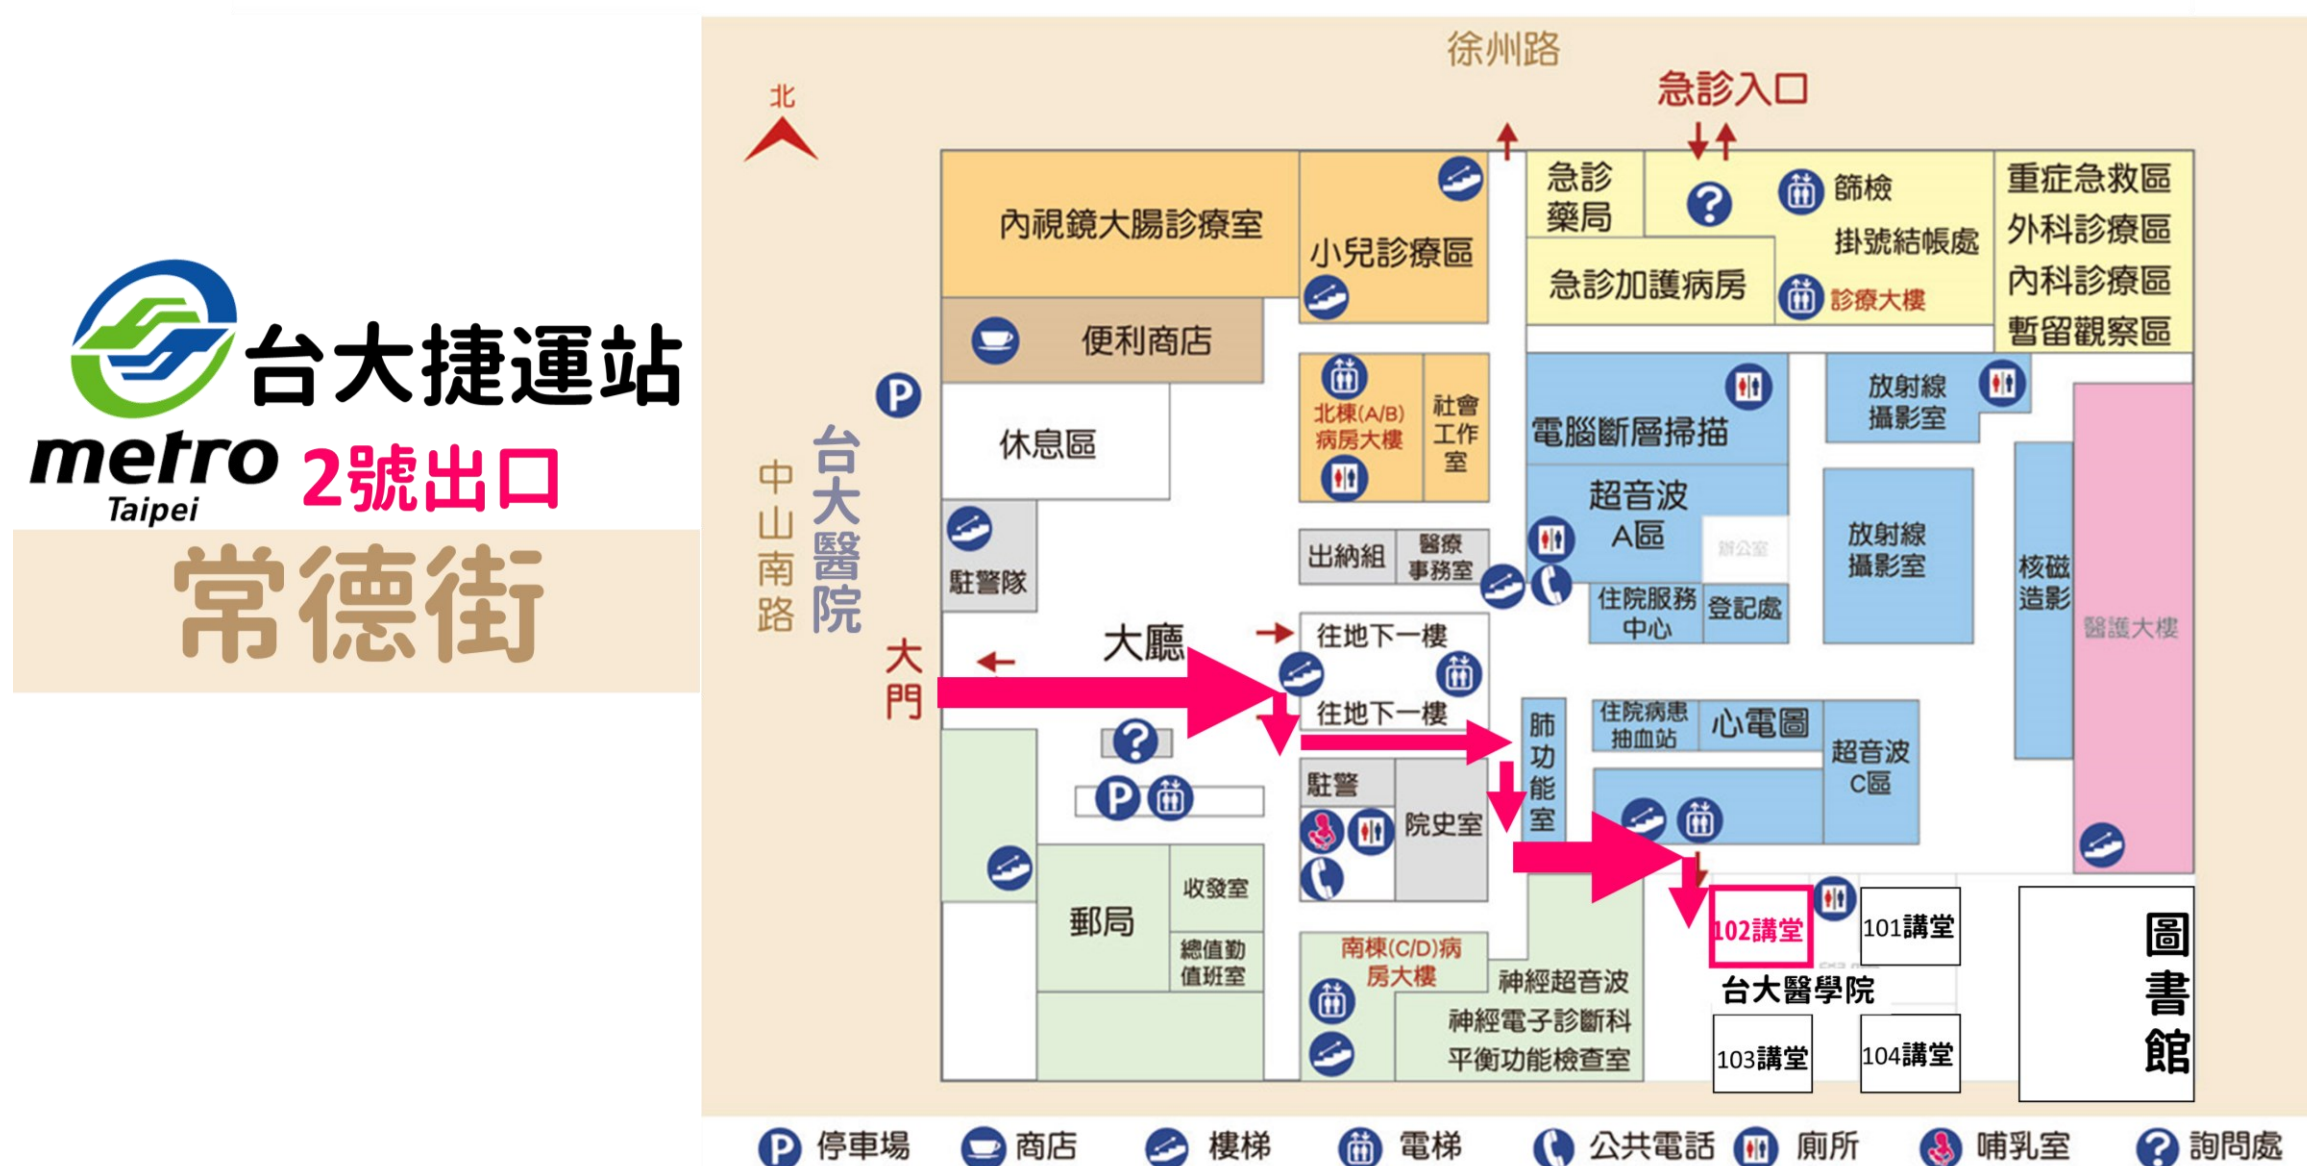 徐州路
急診入口
北
台大捷運站
metro
Taipei
2號出口
常德街
中山南路
台大醫院
大門
內視鏡大腸診療室
小兒診療區
急診
藥局
篩檢
掛號結帳處
急診加護病房
診療大樓
重症急救區
外科診療區
內科診療區
暫留觀察區
便利商店
休息區
北棟(A/B)
病房大樓
社會
工作
室
電腦斷層掃描
放射線
攝影室
超音波
A區
辦公室
放射線
攝影室
核磁
造影
醫護大樓
駐警隊
出納組
醫療
事務室
住院服務
中心
登記處
大廳
往地下一樓
往地下一樓
肺功能室
住院病患
抽血站
心電圖
超音波
C區
駐警
院史室
郵局
收發室
總值勤
值班室
南棟(C/D)病
房大樓
神經超音波
神經電子診斷科
平衡功能檢查室
102講堂
101講堂
台大醫學院
103講堂
104講堂
圖書館
P
P
?
?
P 停車場
商店
樓梯
電梯
公共電話
廁所
哺乳室
? 詢問處